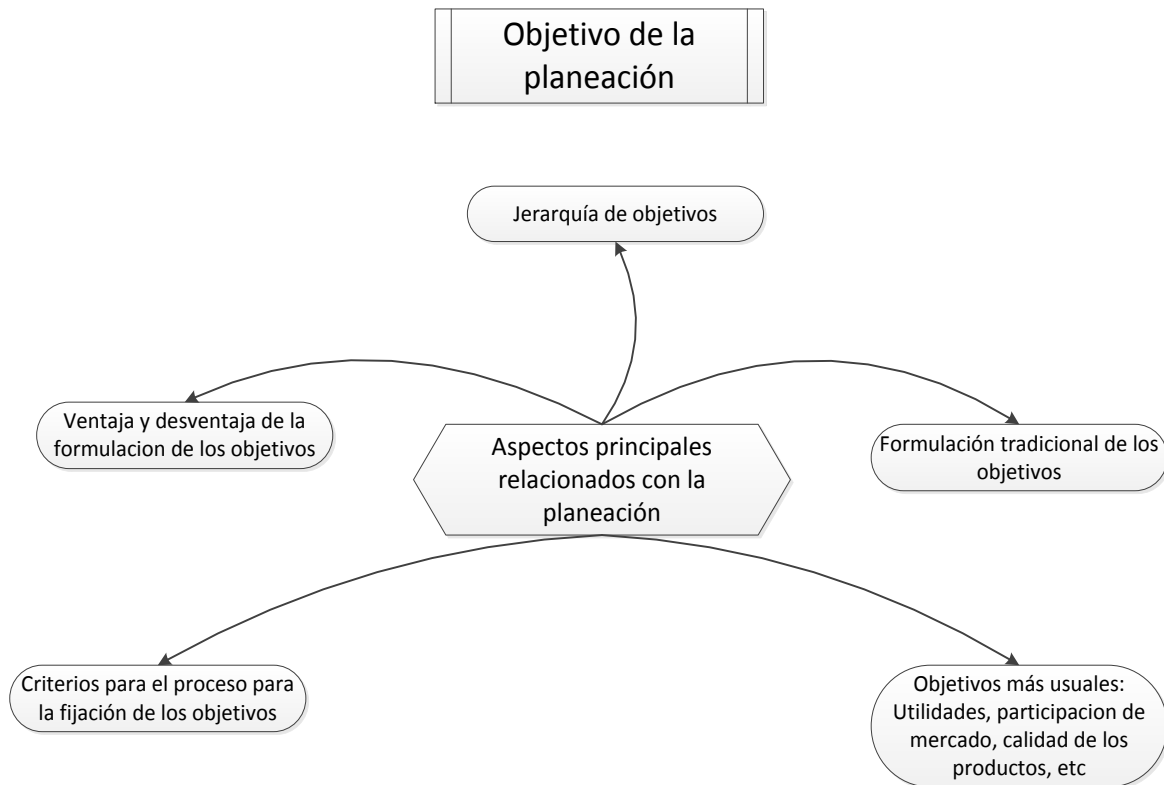 Objetivo de la
planeación
Jerarquía de objetivos
Ventaja y desventaja de la
formulacion de los objetivos
Aspectos principales
relacionados con la
planeación
Formulación tradicional de los
objetivos
Criterios para el proceso para
la fijación de los objetivos
Objetivos más usuales:
Utilidades, participacion de
mercado, calidad de los
productos, etc